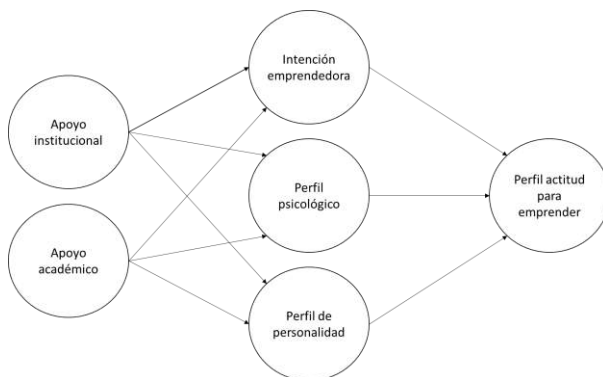 Intención
emprendedora
Apoyo
institucional
Perfil
psicológico
Perfil actitud
para
emprender
Apoyo
académico
Perfil de
personalidad